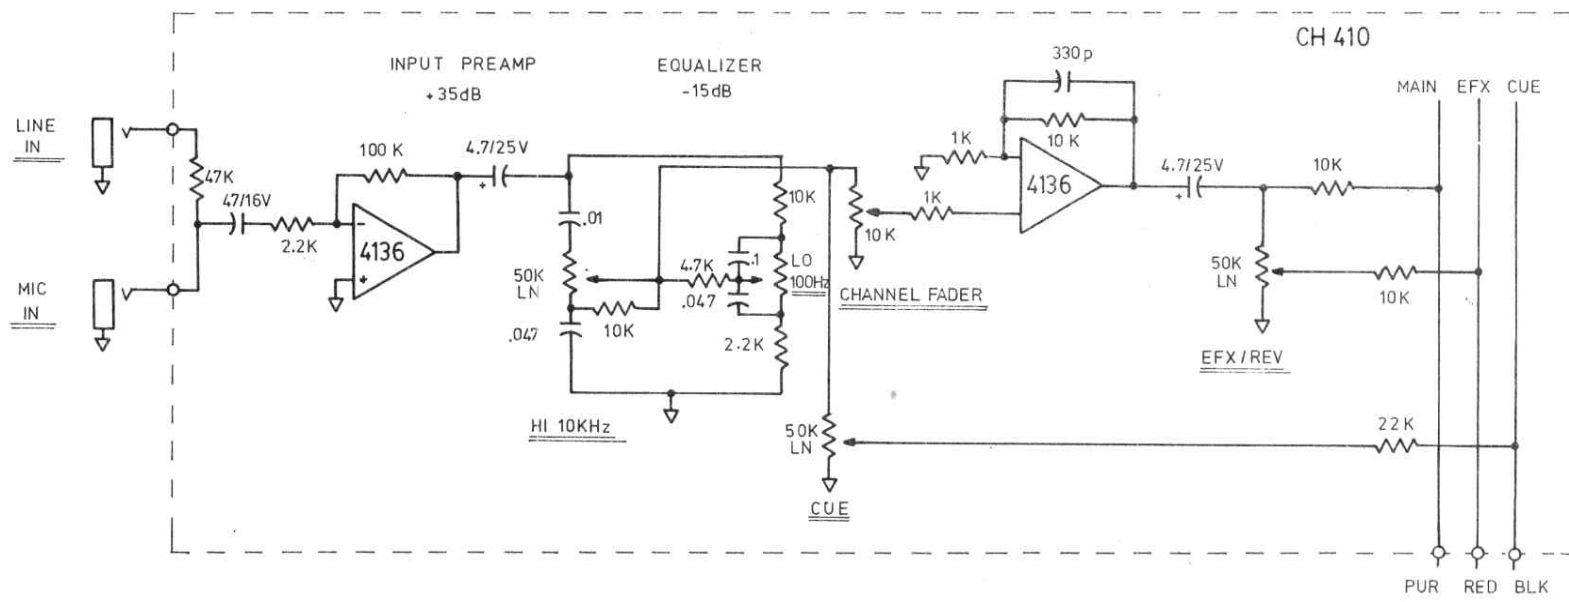 CH 410
330p
INPUT PREAMP
+35dB
EQUALIZER
-15dB
MAIN EFX CUE
LINE
IN
47K
47/16V
2.2K
100 K
4136
-
+
4.7/25V
+
.01
50K
LN
.047
10K
4.7K
.1
.047
10K
LO
100Hz
2.2K
HI 10KHz
10K
CHANNEL FADER
1K
1K
10K
4136
4.7/25V
+
10K
50K
LN
10K
EFX/REV
MIC
IN
50K
LN
CUE
22K
PUR RED BLK